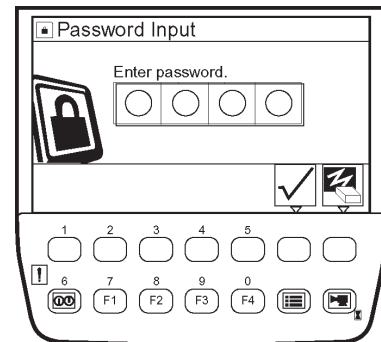 Password Input
Enter password.
1 2 3 4 5
6 7 8 9 0
F1 F2 F3 F4